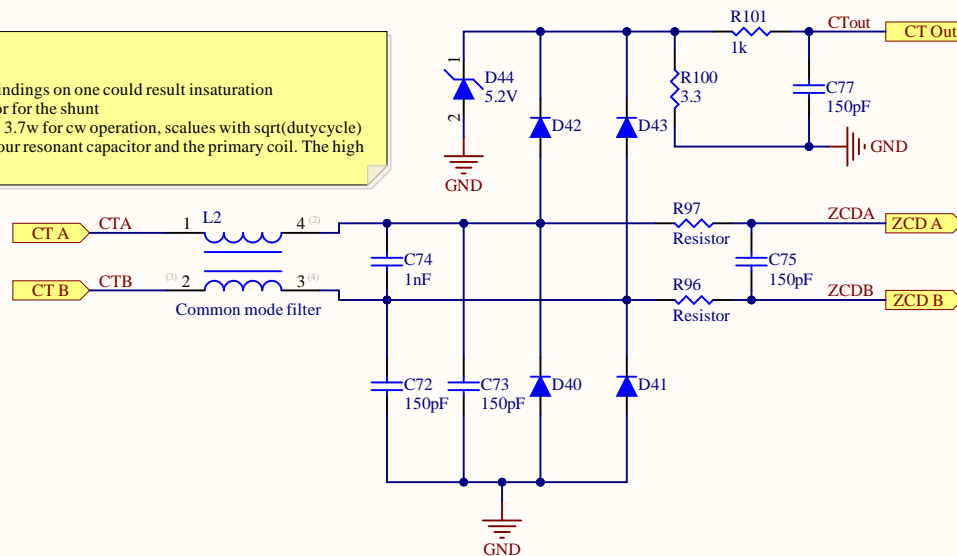 indings on one could result insaturation
or for the shunt
3.7w for cw operation, scalues with sqrt(dutycycle)
our resonant capacitor and the primary coil. The high
R101
1k
CTout
CT Out
1
D44
5.2V
2
GND
D42
D43
R100
3.3
C77
150pF
GND
CT A
CTA
1
L2
4
(2)
R97
Resistor
ZCDA
ZCD A
C74
1nF
C75
150pF
CT B
CTB
(3)
2
3
(4)
Common mode filter
R96
Resistor
ZCDB
ZCD B
C72
150pF
C73
150pF
D40
D41
GND